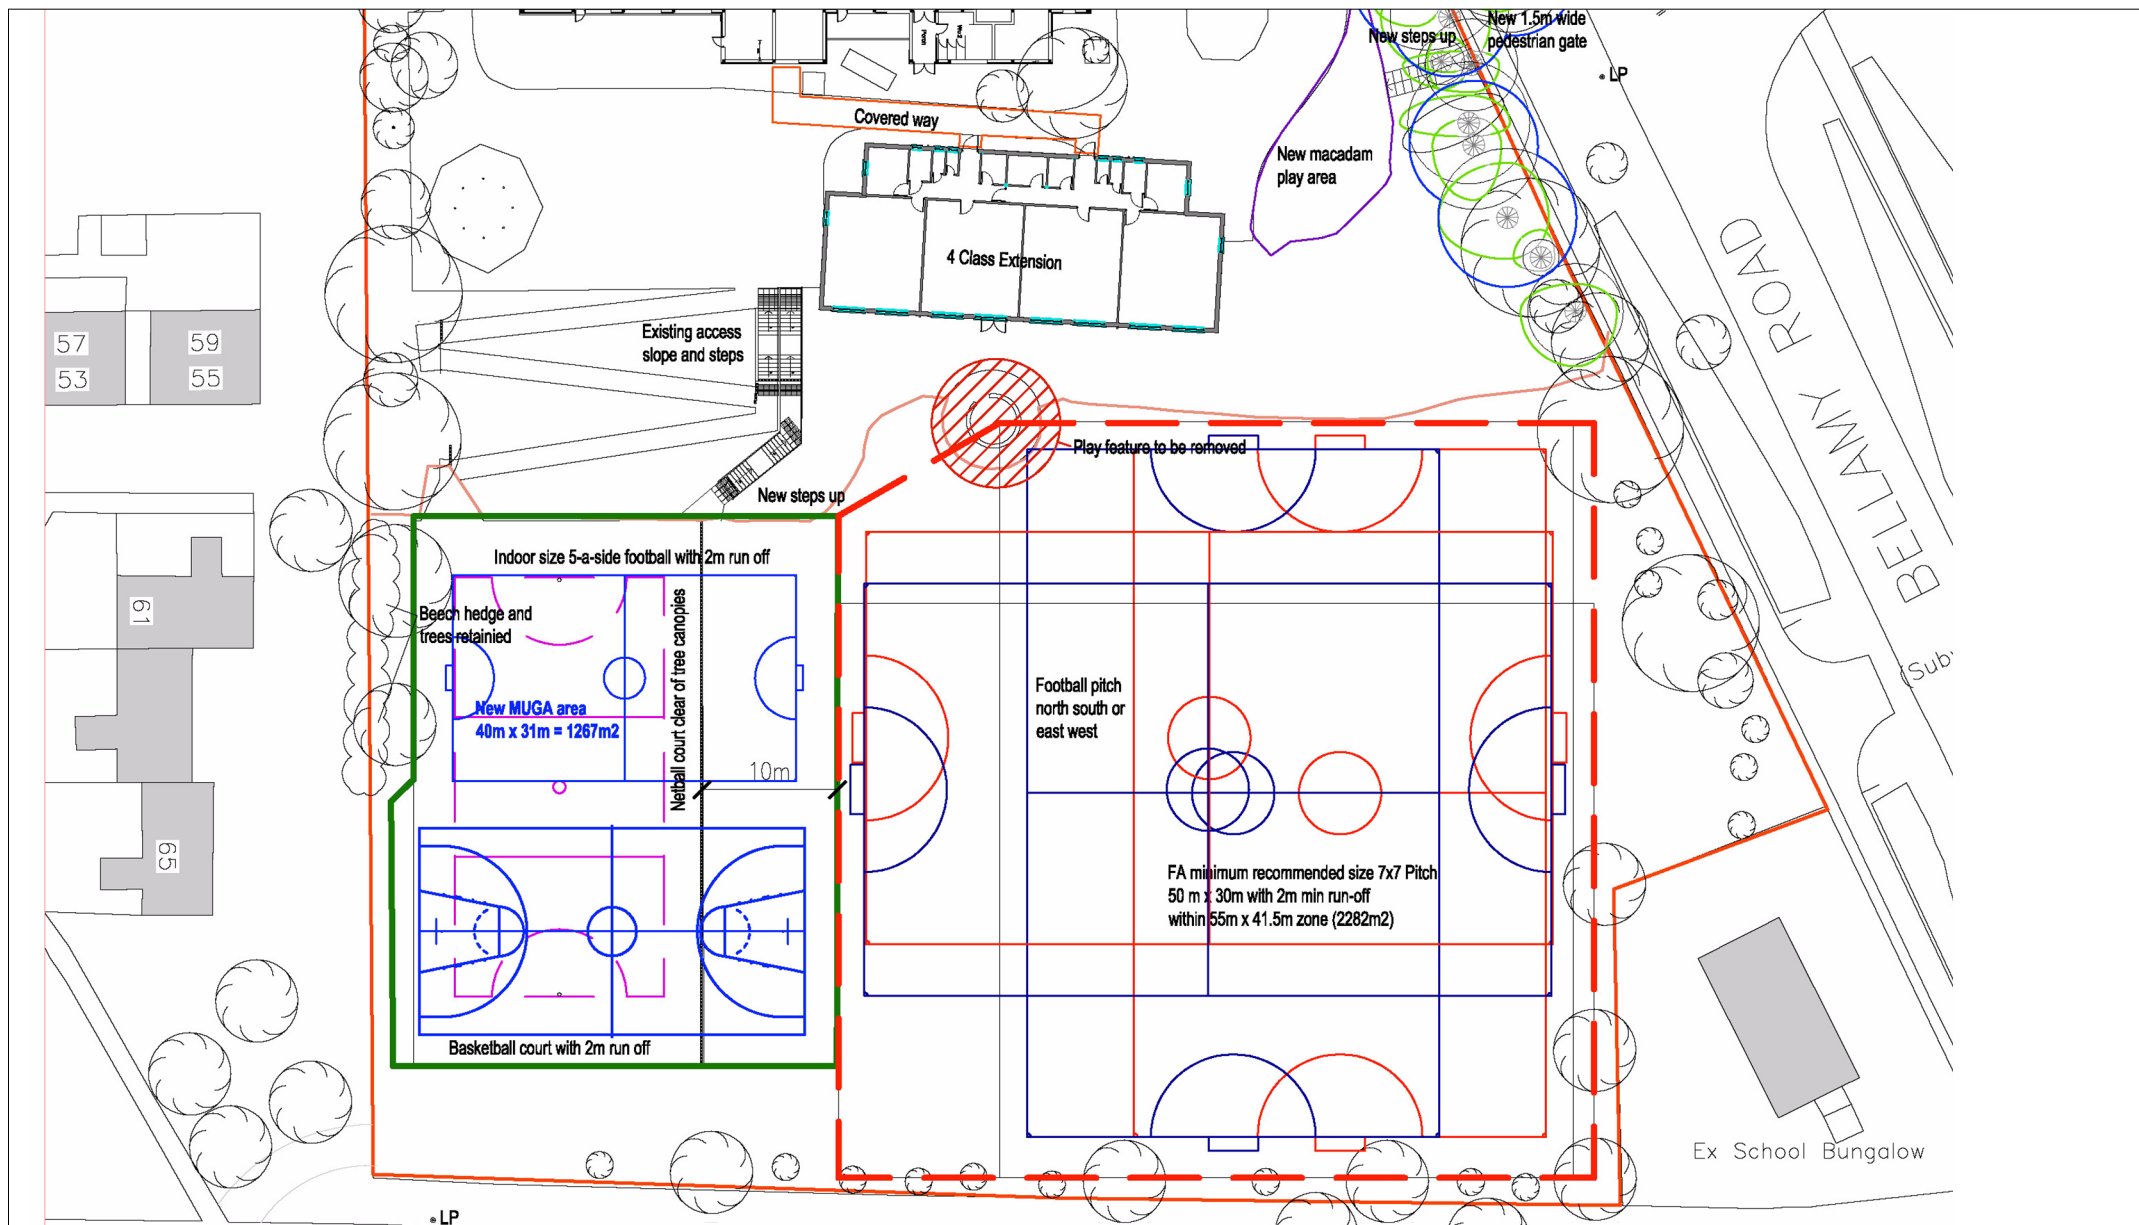 New 1.5m wide
pedestrian gate
New steps up
LP
Porch
Covered way
New macadam
play area
4 Class Extension
BELLAMY ROAD
57
53
59
55
Existing access
slope and steps
Play feature to be removed
New steps up
Indoor size 5-a-side football with 2m run off
Beech hedge and
trees retainied
61
Netball court clear of tree canopies
New MUGA area
40m x 31m = 1267m2
10m
Football pitch
north south or
east west
(Sub
65
FA minimum recommended size 7x7 Pitch
50 m x 30m with 2m min run-off
within 55m x 41.5m zone (2282m2)
Basketball court with 2m run off
Ex School Bungalow
LP